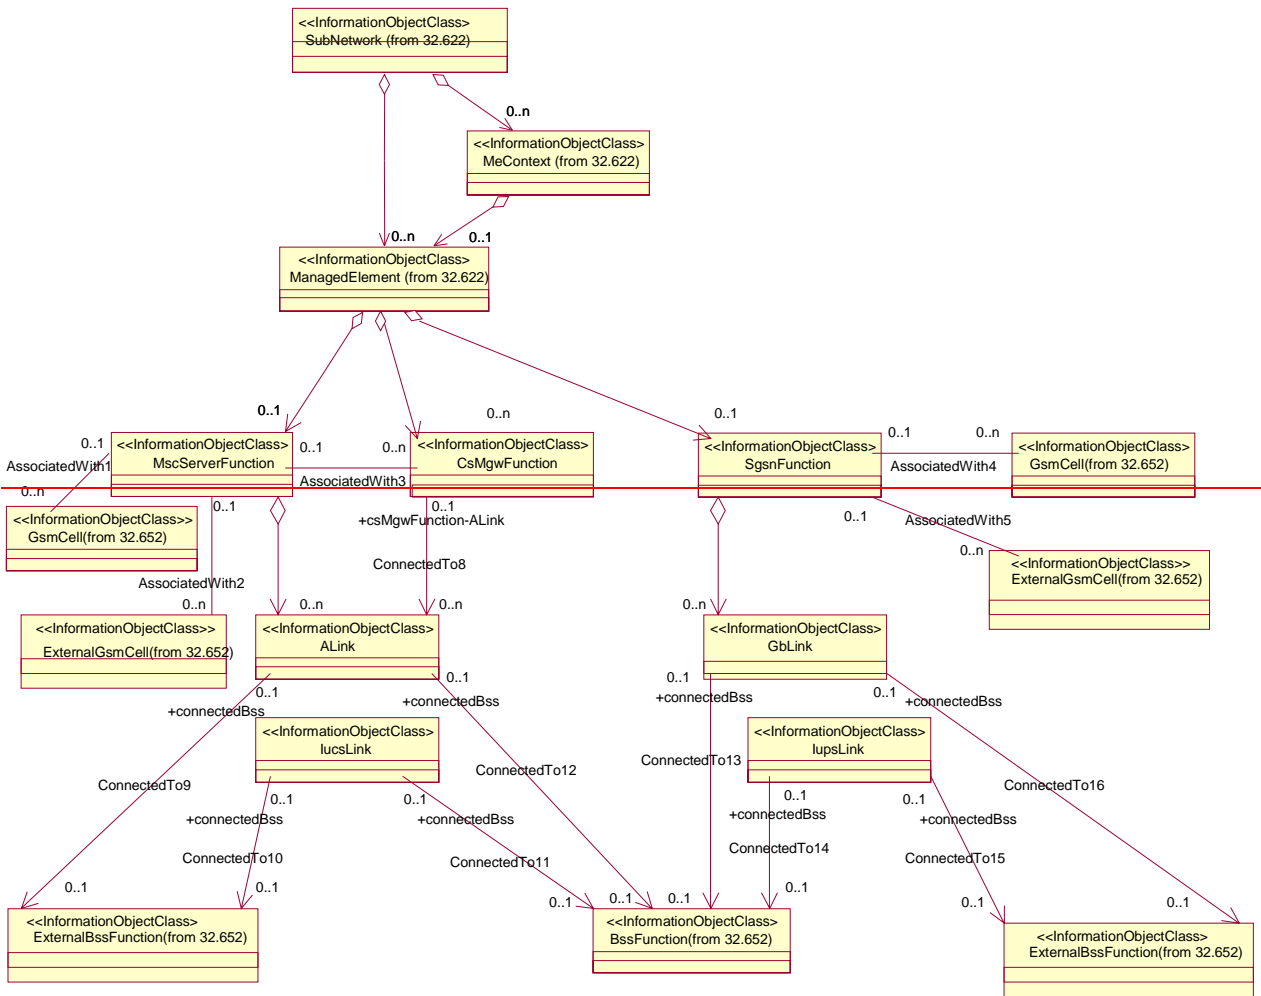 <<InformationObjectClass>
SubNetwork (from 32.622)
0..n
<<InformationObjectClass>
MeContext (from 32.622)
0..n
0..1
<<InformationObjectClass>
ManagedElement (from 32.622)
0..1
0..n
0..1
0..1
<<InformationObjectClass>
MscServerFunction
0..1
0..n
<<InformationObjectClass>
CsMgwFunction
<<InformationObjectClass>
SgsnFunction
0..1
0..n
<<InformationObjectClass>
GsmCell(from 32.652)
AssociatedWith1
AssociatedWith3
AssociatedWith4
0..n
0..1
0..1
0..1
<<InformationObjectClass>>
GsmCell(from 32.652)
+csMgwFunction-ALink
AssociatedWith5
0..n
<<InformationObjectClass>>
ExternalGsmCell(from 32.652)
ConnectedTo8
AssociatedWith2
0..n
0..n
0..n
0..n
<<InformationObjectClass>>
ExternalGsmCell(from 32.652)
<<InformationObjectClass>
ALink
<<InformationObjectClass>
GbLink
0..1
0..1
0..1
0..1
+connectedBss
+connectedBss
+connectedBss
+connectedBss
<<InformationObjectClass>
IucsLink
<<InformationObjectClass>
IupsLink
ConnectedTo9
ConnectedTo12
ConnectedTo13
ConnectedTo16
0..1
0..1
0..1
0..1
+connectedBss
+connectedBss
+connectedBss
+connectedBss
ConnectedTo10
ConnectedTo11
ConnectedTo14
ConnectedTo15
0..1
0..1
0..1
0..1
0..1
0..1
0..1
0..1
<<InformationObjectClass>
ExternalBssFunction(from 32.652)
<<InformationObjectClass>
BssFunction(from 32.652)
<<InformationObjectClass>
ExternalBssFunction(from 32.652)